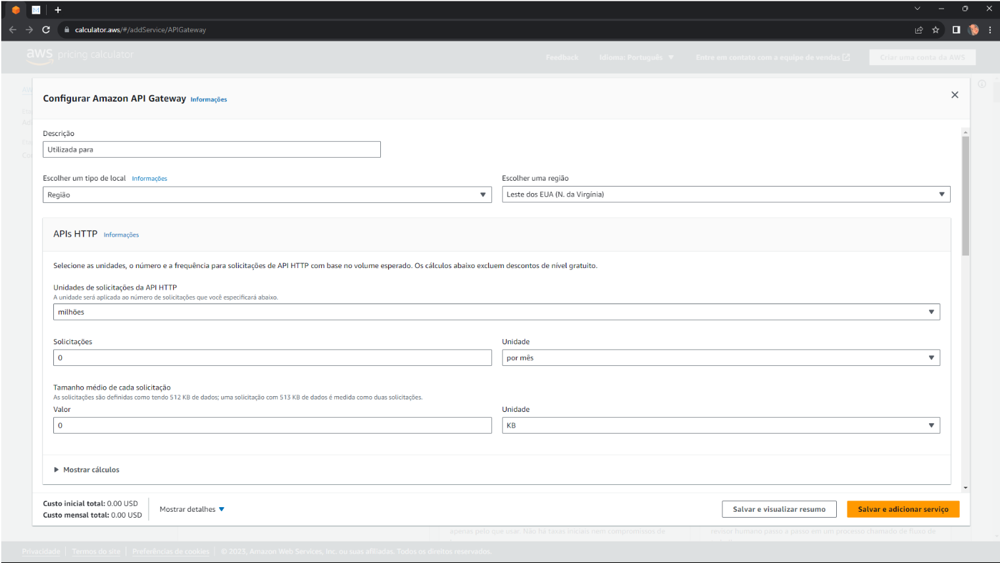 calculator.aws/#/addService/APIGateway
aws pricing calculator
Feedback
Idioma: Português
Entre em contato com a equipe de vendas
Criar uma conta da AWS
Configurar Amazon API Gateway Informações
Descrição
Utilizada para
Escolher um tipo de local Informações
Região
Escolher uma região
Leste dos EUA (N. da Virgínia)
APIs HTTP Informações
Selecione as unidades, o número e a frequência para solicitações de API HTTP com base no volume esperado. Os cálculos abaixo excluem descontos de nível gratuito.
Unidades de solicitações da API HTTP
A unidade será aplicada ao número de solicitações que você especificará abaixo.
milhões
Solicitações
0
Unidade
por mês
Tamanho médio de cada solicitação
As solicitações são definidas como tendo 512 KB de dados; uma solicitação com 513 KB de dados é medida como duas solicitações.
Valor
0
Unidade
KB
Mostrar cálculos
Custo inicial total: 0.00 USD
Custo mensal total: 0.00 USD
Mostrar detalhes
Salvar e visualizar resumo
Salvar e adicionar serviço
apenas pelo que usar. Não há taxas iniciais nem compromissos de
revisor humano passo a passo em um processo chamado de fluxo de
Privacidade
Termos do site
Preferências de cookies
© 2023, Amazon Web Services, Inc. ou suas afiliadas. Todos os direitos reservados.